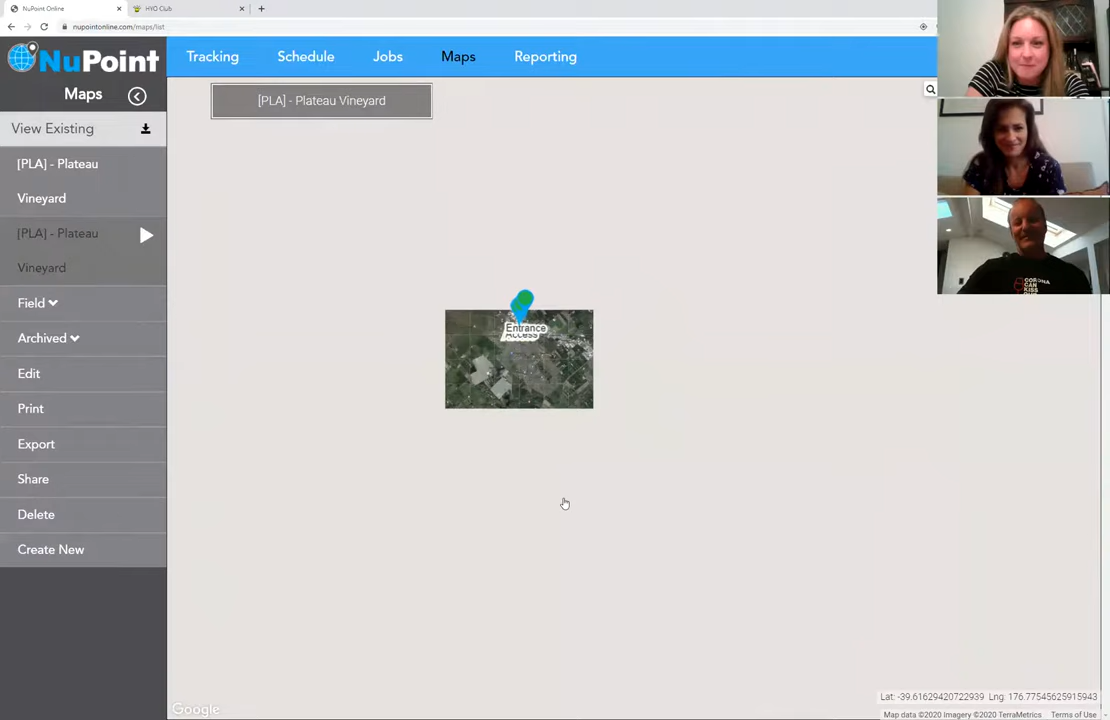 NuPoint Online
HYO Club
nupointonline.com/maps/list
NuPoint
Tracking
Schedule
Jobs
Maps
Reporting
Maps
View Existing
[PLA] - Plateau
Vineyard
[PLA] - Plateau
Vineyard
Field
Archived
Edit
Print
Export
Share
Delete
Create New
[PLA] - Plateau Vineyard
Entrance
Access
CORONA
CAN
KISS
Google
Lat: -39.61629420722939 Lng: 176.77545625915943
Map data ©2020 Imagery ©2020 TerraMetrics
Terms of Use